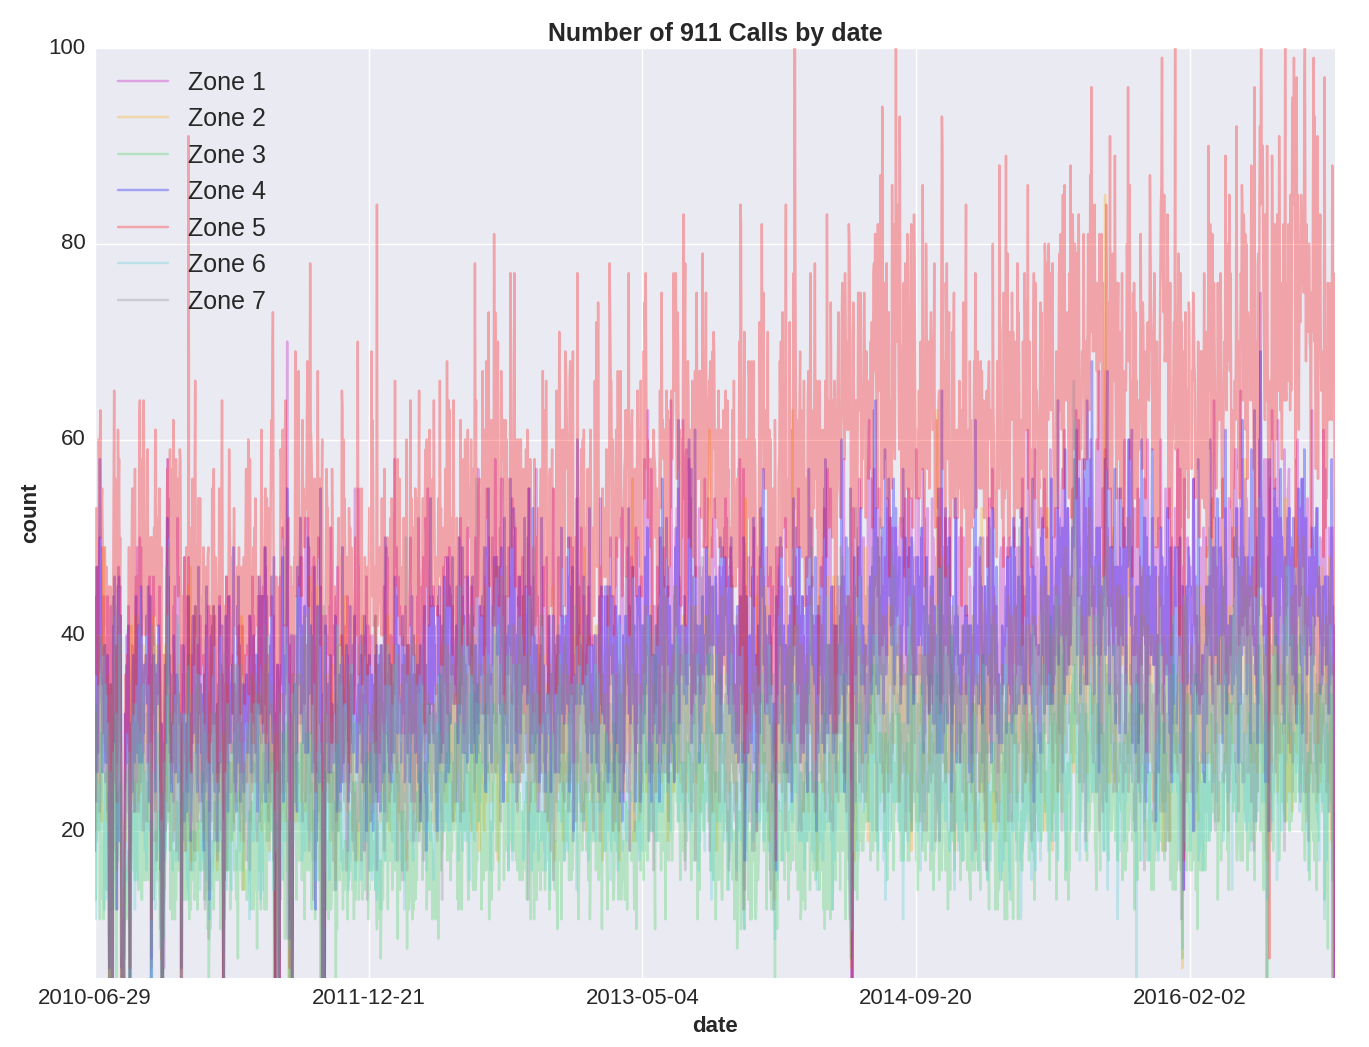 Number of 911 Calls by date
100
80
60
40
20
count
Zone 1
Zone 2
Zone 3
Zone 4
Zone 5
Zone 6
Zone 7
2010-06-29
2011-12-21
2013-05-04
2014-09-20
2016-02-02
date